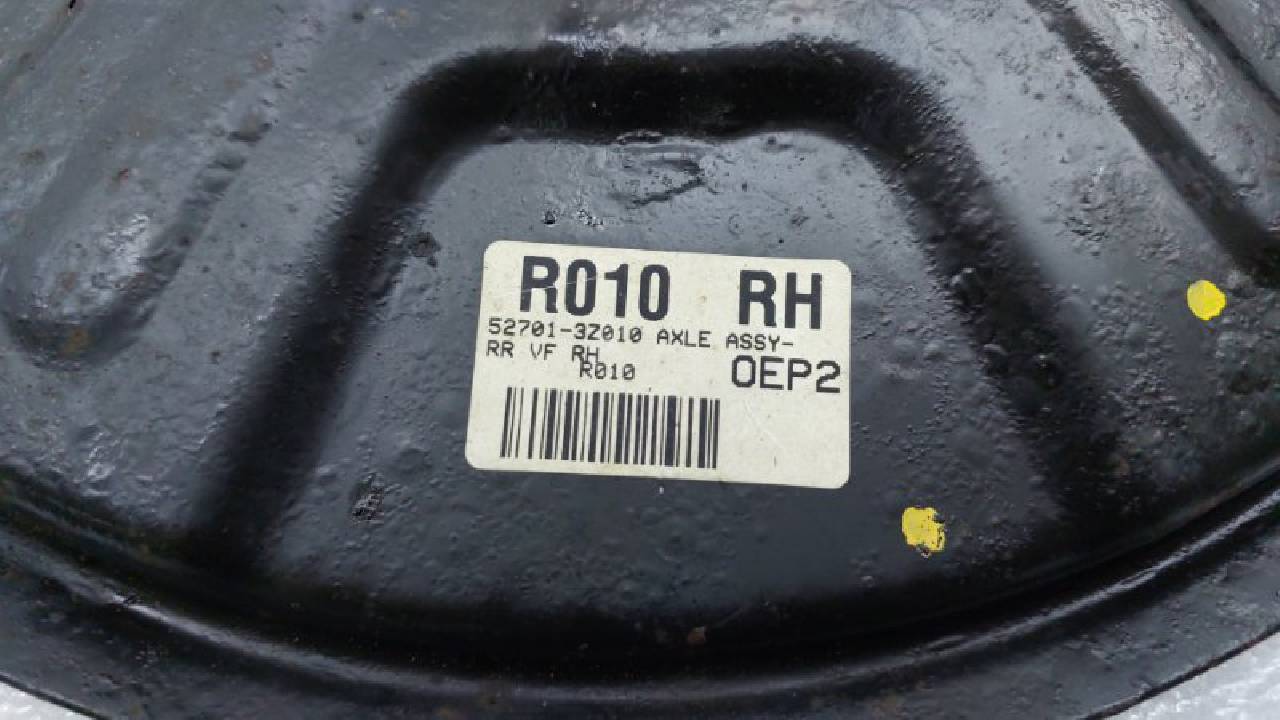 R010 RH
52701-3Z010 AXLE ASSY-
RR VF RH
R010
OEP2